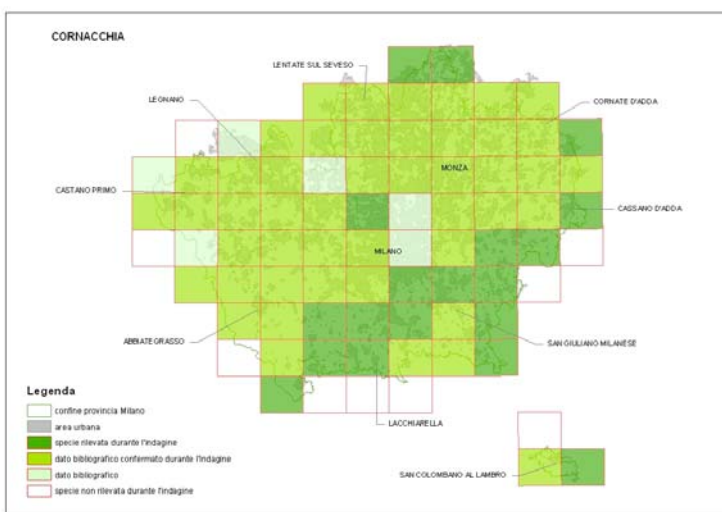 CORNACCHIA
LENTATE SUL SEVESO
LEGNANO
CORNATE D'ADDA
MONZA
CASTANO PRIMO
CASSANO D'ADDA
MILANO
ABBIATEGRASSO
SAN GIULIANO MILANESE
LACCHIARELLA
SAN COLOMBANO AL LAMBRO
Legenda
confine provincia Milano
area urbana
specie rilevata durante l'indagine
dato bibliografico confermato durante l'indagine
dato bibliografico
specie non rilevata durante l'indagine